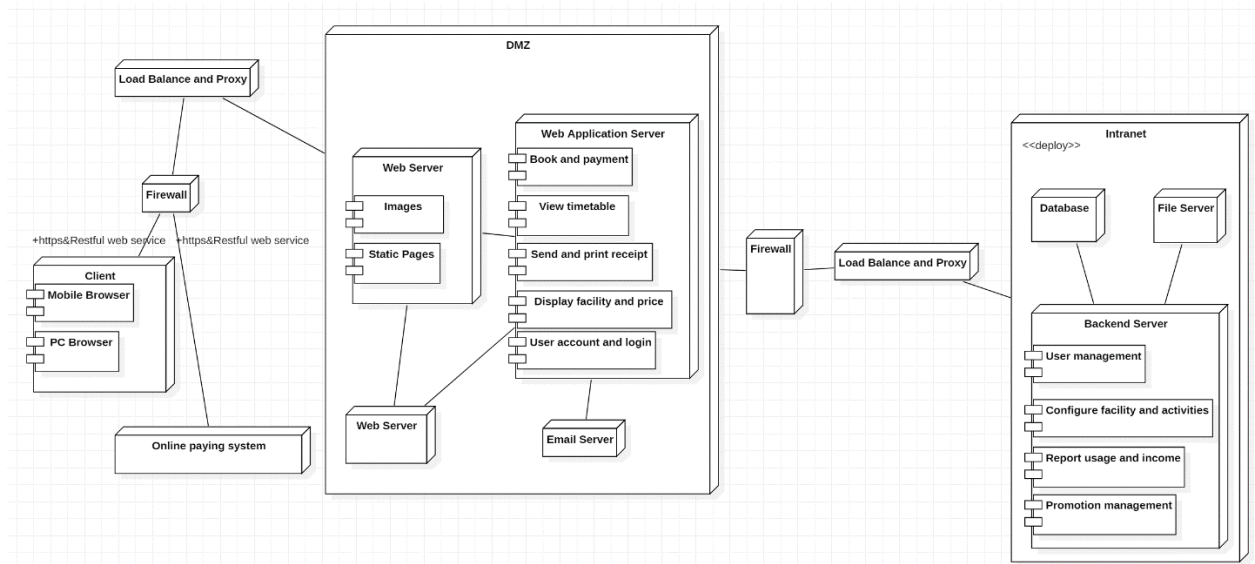 Load Balance and Proxy
Firewall
+https&Restful web service
+https&Restful web service
Client
Mobile Browser
PC Browser
Online paying system
DMZ
Web Server
Images
Static Pages
Web Application Server
Book and payment
View timetable
Send and print receipt
Display facility and price
User account and login
Web Server
Email Server
Firewall
Load Balance and Proxy
Intranet
<<deploy>>
Database
File Server
Backend Server
User management
Configure facility and activities
Report usage and income
Promotion management